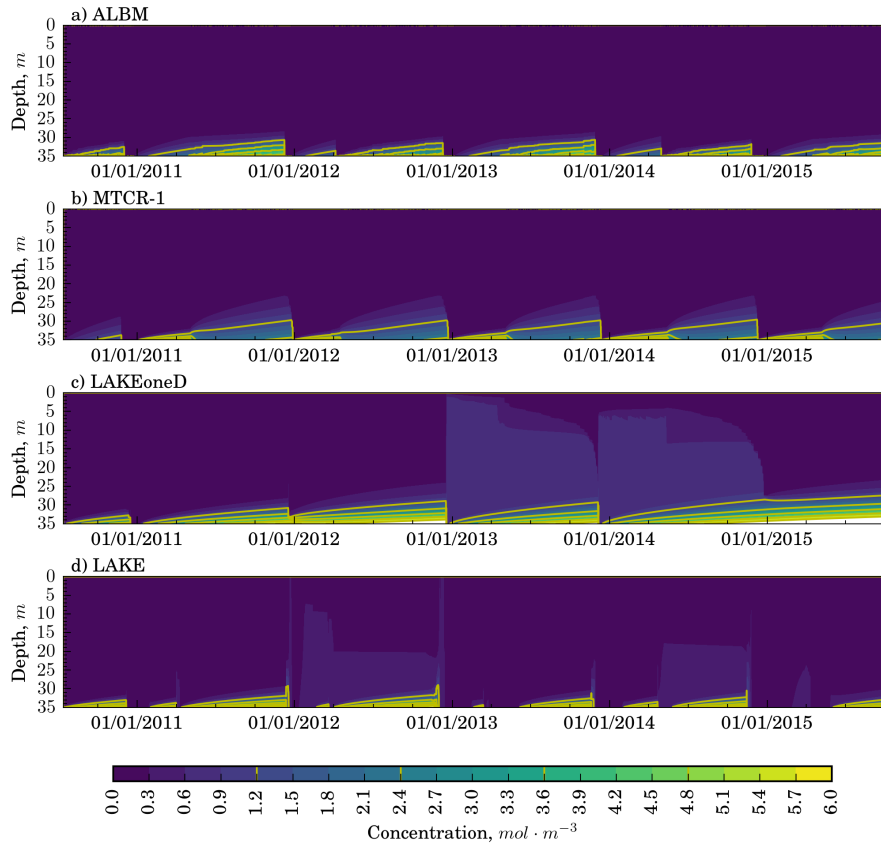 a) ALBM
Depth, m
0
5
10
15
20
25
30
35
01/01/2011 01/01/2012 01/01/2013 01/01/2014 01/01/2015
b) MTCR-1
Depth, m
0
5
10
15
20
25
30
35
01/01/2011 01/01/2012 01/01/2013 01/01/2014 01/01/2015
c) LAKEoneD
Depth, m
0
5
10
15
20
25
30
35
01/01/2011 01/01/2012 01/01/2013 01/01/2014 01/01/2015
d) LAKE
Depth, m
0
5
10
15
20
25
30
35
01/01/2011 01/01/2012 01/01/2013 01/01/2014 01/01/2015
0.0 0.3 0.6 0.9 1.2 1.5 1.8 2.1 2.4 2.7 3.0 3.3 3.6 3.9 4.2 4.5 4.8 5.1 5.4 5.7 6.0
Concentration, mol · m⁻³